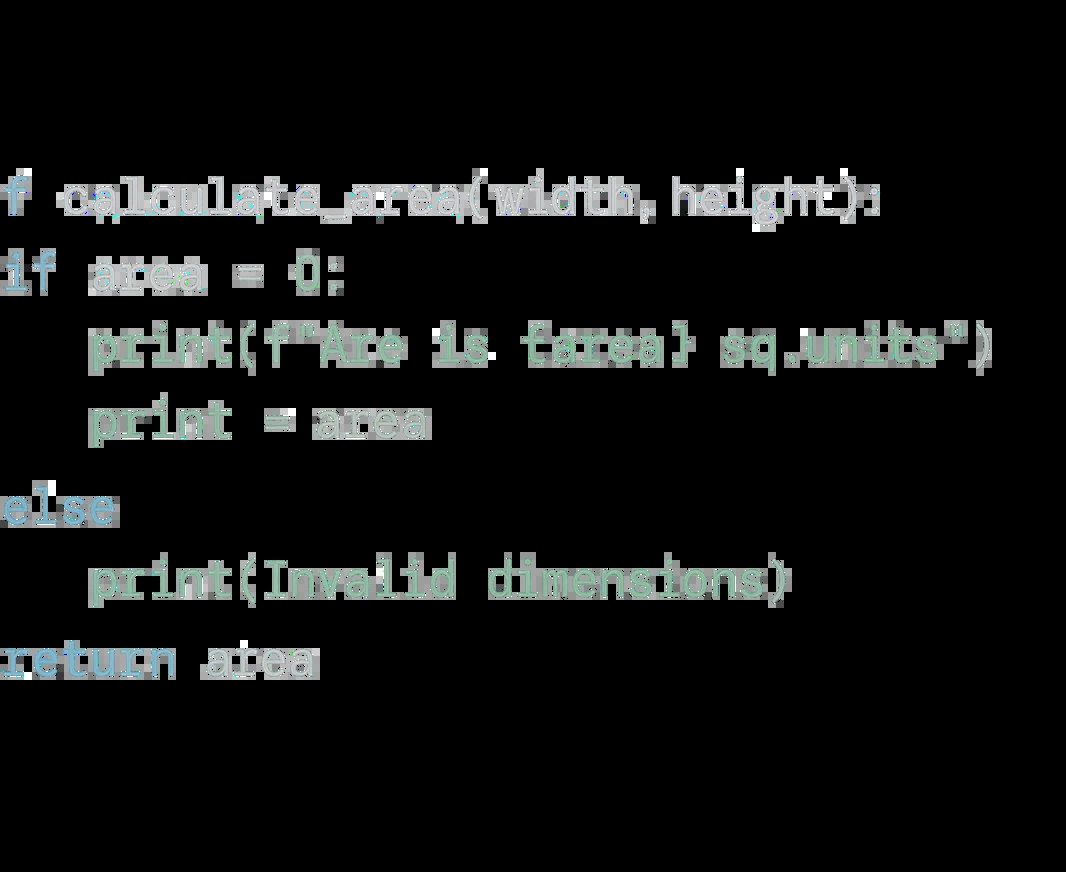 f calculate_area(width, height):
if area = 0:
print(f"Are is {area} sq.units")
print = area
else
print(Invalid dimensions)
return area